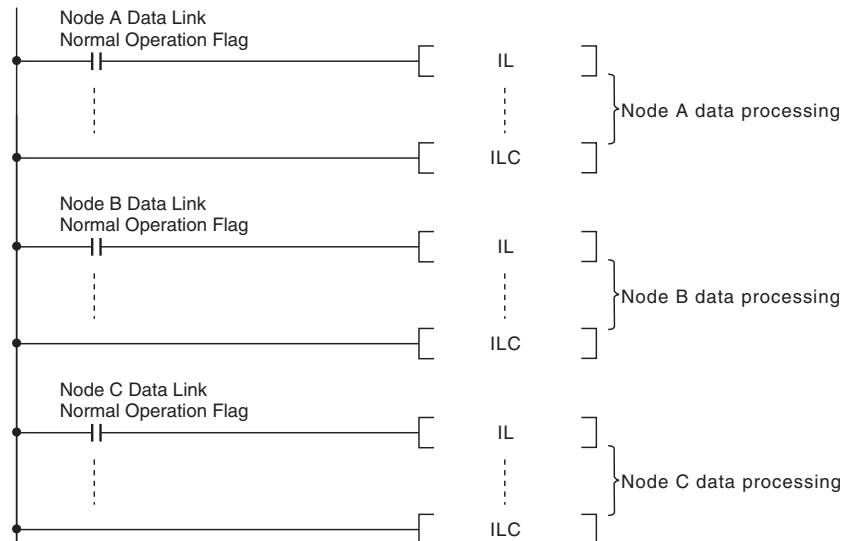 Node A Data Link
Normal Operation Flag
IL
Node A data processing
ILC
Node B Data Link
Normal Operation Flag
IL
Node B data processing
ILC
Node C Data Link
Normal Operation Flag
IL
Node C data processing
ILC